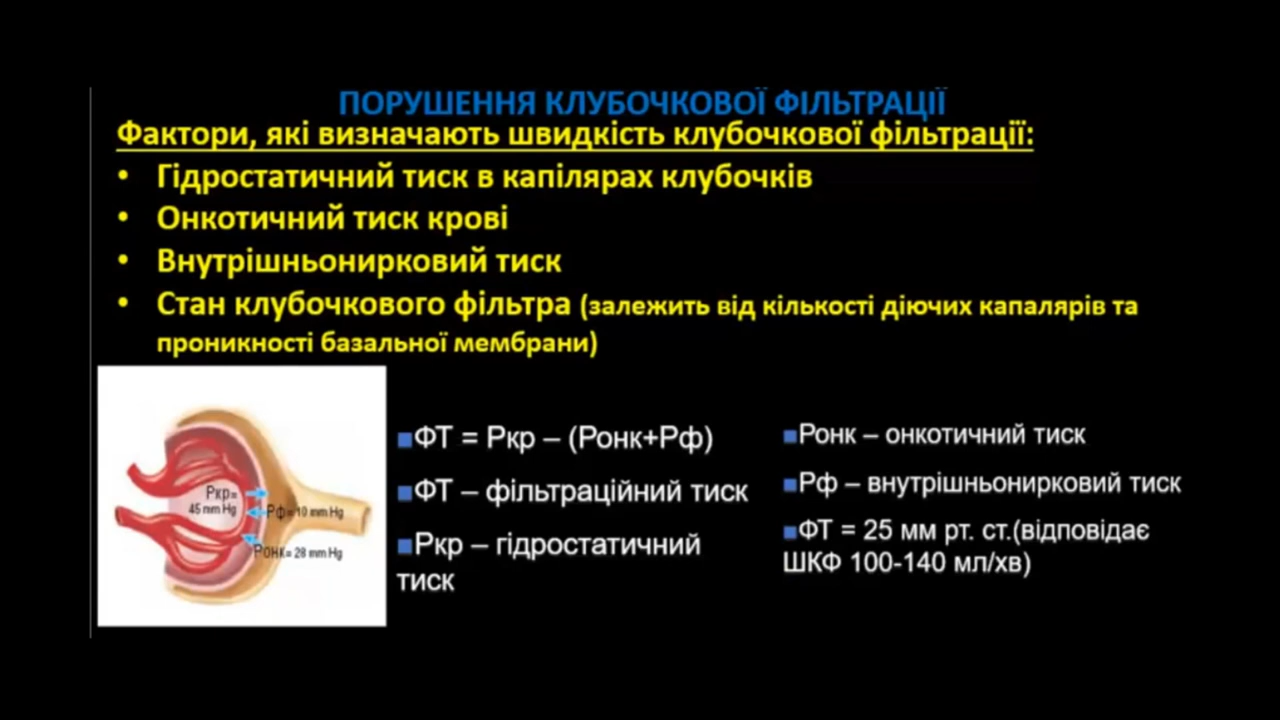 ПОРУШЕННЯ КЛУБОЧКОВОЇ ФІЛЬТРАЦІЇ
Фактори, які визначають швидкість клубочкової фільтрації:
• Гідростатичний тиск в капілярах клубочків
• Онкотичний тиск крові
• Внутрішньонирковий тиск
• Стан клубочкового фільтра (залежить від кількості діючих капалярів та
проникності базальної мембрани)
Ркр=
45 mm Hg
РФ=10 mm Hg
РОНК=28 mm Hg
■ФТ = Ркр – (Ронк+Рф)
■ФТ – фільтраційний тиск
■Ркр – гідростатичний
тиск
■Ронк – онкотичний тиск
■Рф – внутрішньонирковий тиск
■ФТ = 25 мм рт. ст.(відповідає
ШКФ 100-140 мл/хв)